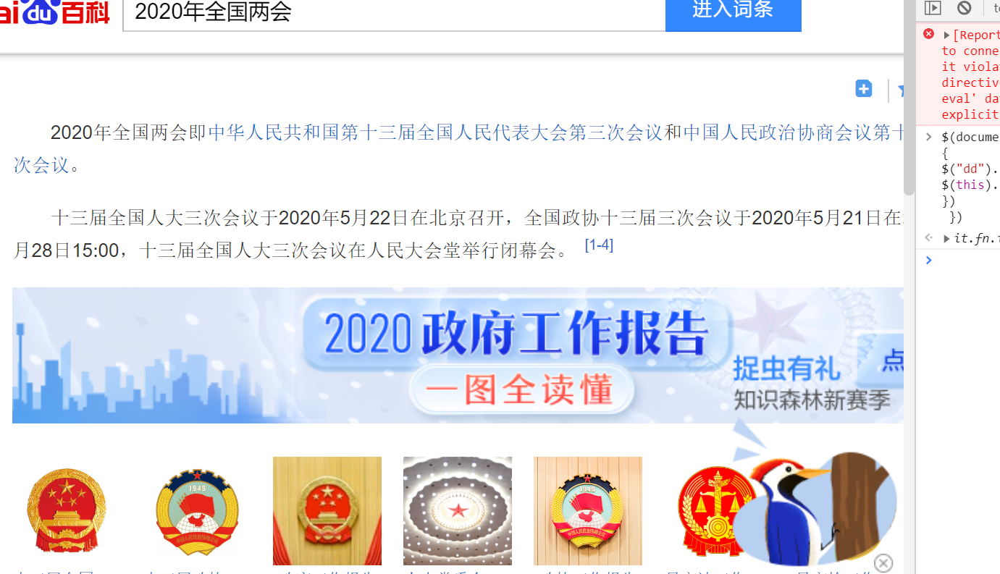 du百科
2020年全国两会
进入词条
2020年全国两会即中华人民共和国第十三届全国人民代表大会第三次会议和中国人民政治协商会议第十
次会议。
十三届全国人大三次会议于2020年5月22日在北京召开，全国政协十三届三次会议于2020年5月21日在
月28日15:00，十三届全国人大三次会议在人民大会堂举行闭幕会。 [1-4]
2020 政府工作报告
一图全读懂
点
捉虫有礼
知识森林新赛季
1949
1949
[Report
to conne
it viola
directiv
eval' da
explicit
$(docume
{
$("dd").
$(this).
})
})
it.fn.